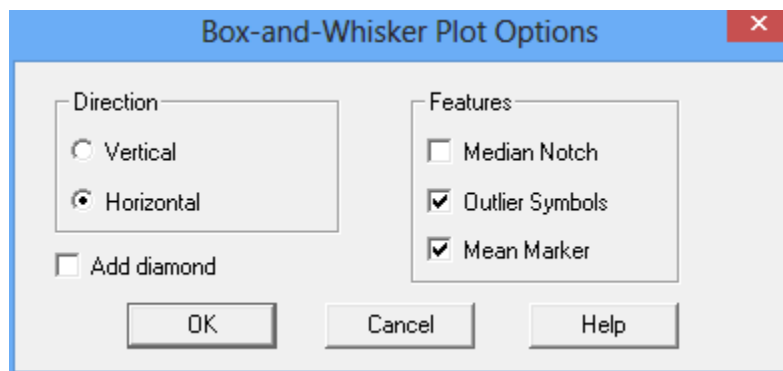 Box-and-Whisker Plot Options
Direction
Vertical
Horizontal
Add diamond
Features
Median Notch
Outlier Symbols
Mean Marker
OK
Cancel
Help